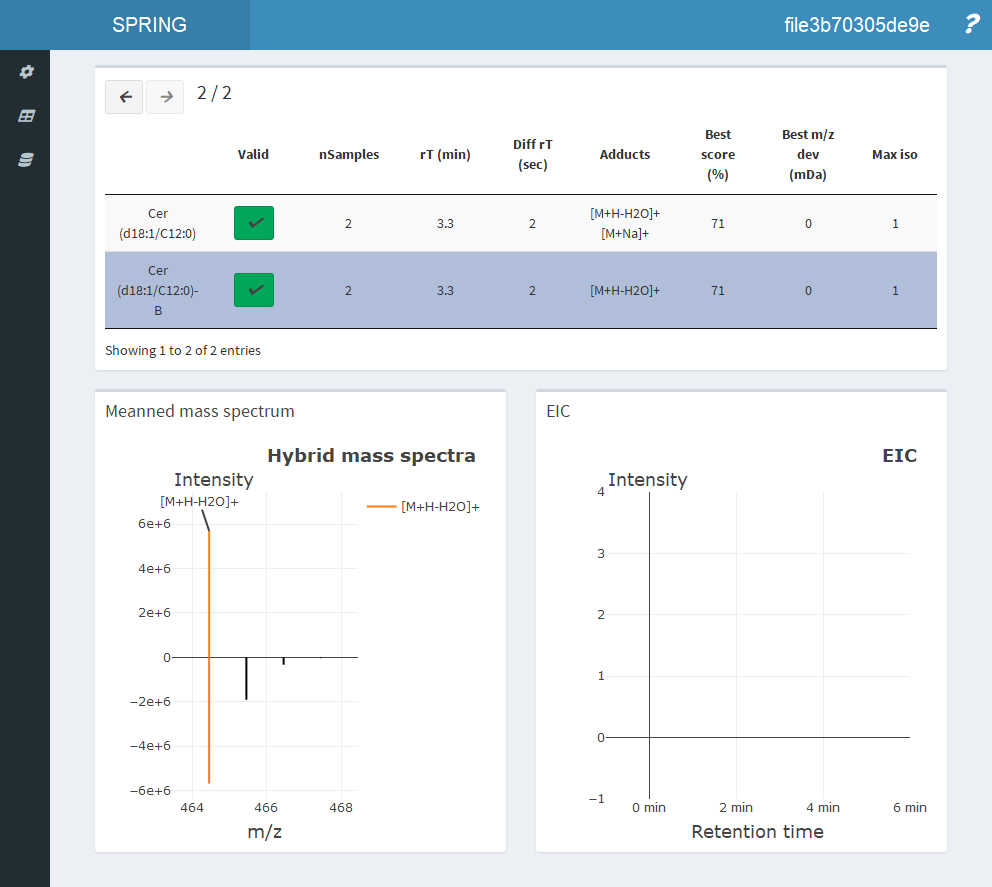 SPRING
file3b70305de9e
?
2 / 2
Valid nSamples rT (min) Diff rT (sec) Adducts Best score (%) Best m/z dev (mDa) Max iso
Cer (d18:1/C12:0) 2 3.3 2 [M+H-H2O]+ [M+Na]+ 71 0 1
Cer (d18:1/C12:0)-B 2 3.3 2 [M+H-H2O]+ 71 0 1
Showing 1 to 2 of 2 entries
Meanned mass spectrum
Hybrid mass spectra
Intensity
[M+H-H2O]+
[M+H-H2O]+
6e+6
4e+6
2e+6
0
−2e+6
−4e+6
−6e+6
464 466 468
m/z
EIC
EIC
Intensity
4
3
2
1
0
−1
0 min 2 min 4 min 6 min
Retention time